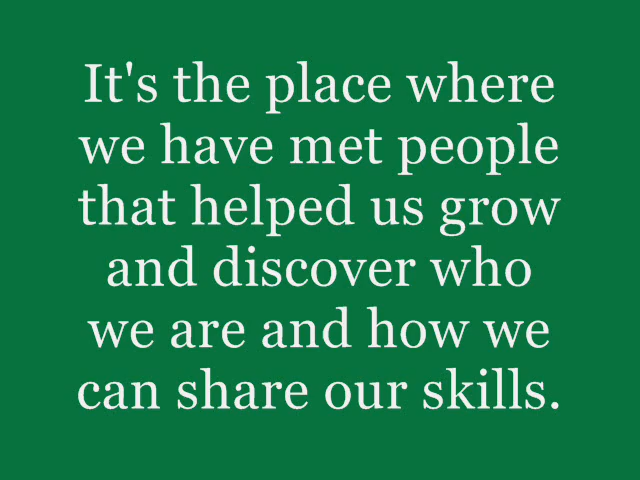 It's the place where
we have met people
that helped us grow
and discover who
we are and how we
can share our skills.